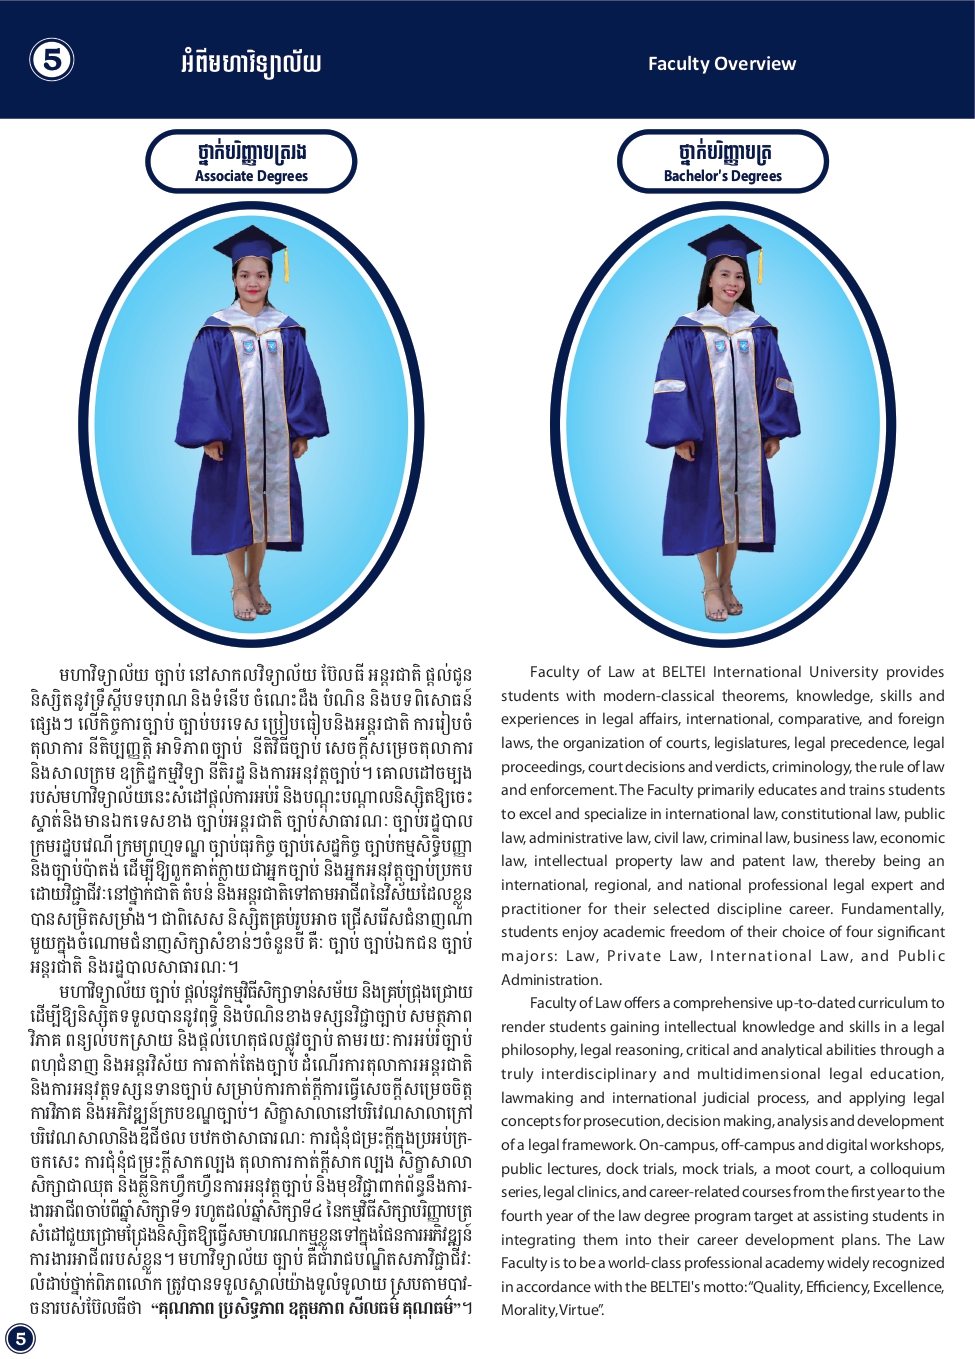 5
អំពីមហាវិទ្យាល័យ
Faculty Overview
ថ្នាក់បរិញ្ញាបត្ររង
Associate Degrees
ថ្នាក់បរិញ្ញាបត្រ
Bachelor's Degrees
មហាវិទ្យាល័យ ច្បាប់ នៅសាកលវិទ្យាល័យ ប៊ែលធី អន្តរជាតិ ផ្តល់ជូន
និស្សិតនូវទ្រឹស្តីបទបុរាណ និងទំនើប ចំណេះដឹង បំណិន និងបទពិសោធន៍
ផ្សេងៗ លើកិច្ចការច្បាប់ ច្បាប់បរទេស ប្រៀបធៀបនិងអន្តរជាតិ ការរៀបចំ
តុលាការ នីតិប្បញ្ញត្តិ អាទិភាពច្បាប់ នីតិវិធីច្បាប់ សេចក្តីសម្រេចតុលាការ
និងសាលក្រម ឧក្រិដ្ឋកម្មវិទ្យា នីតិរដ្ឋ និងការអនុវត្តច្បាប់។ គោលដៅចម្បង
របស់មហាវិទ្យាល័យនេះសំដៅផ្តល់ការអប់រំ និងបណ្តុះបណ្តាលនិស្សិតឱ្យចេះ
ស្ទាត់និងមានឯកទេសខាង ច្បាប់អន្តរជាតិ ច្បាប់សាធារណៈ ច្បាប់រដ្ឋបាល
ក្រមរដ្ឋបវេណី ក្រមព្រហ្មទណ្ឌ ច្បាប់ធុរកិច្ច ច្បាប់សេដ្ឋកិច្ច ច្បាប់កម្មសិទ្ធិបញ្ញា
និងច្បាប់ប៉ាតង់ ដើម្បីឱ្យពួកគាត់ក្លាយជាអ្នកច្បាប់ និងអ្នកអនុវត្តច្បាប់ប្រកប
ដោយវិជ្ជាជីវៈនៅថ្នាក់ជាតិ តំបន់ និងអន្តរជាតិទៅតាមអាជីពនៃវិស័យដែលខ្លួន
បានសម្រិតសម្រាំង។ ជាពិសេស និស្សិតគ្រប់រូបអាច ជ្រើសរើសជំនាញណា
មួយក្នុងចំណោមជំនាញសិក្សាសំខាន់ៗចំនួនបី គឺៈ ច្បាប់ ច្បាប់ឯកជន ច្បាប់
អន្តរជាតិ និងរដ្ឋបាលសាធារណៈ។
មហាវិទ្យាល័យ ច្បាប់ ផ្តល់នូវកម្មវិធីសិក្សាទាន់សម័យ និងគ្រប់ជ្រុងជ្រោយ
ដើម្បីឱ្យនិស្សិតទទួលបាននូវពុទ្ធិ និងបំណិនខាងទស្សនវិជ្ជាច្បាប់ សមត្ថភាព
វិភាគ ពន្យល់បកស្រាយ និងផ្តល់ហេតុផលផ្លូវច្បាប់ តាមរយៈការអប់រំច្បាប់
ពហុជំនាញ និងអន្តរវិស័យ ការតាក់តែងច្បាប់ ដំណើរការតុលាការអន្តរជាតិ
និងការអនុវត្តទស្សនទានច្បាប់ សម្រាប់ការកាត់ក្តីការធ្វើសេចក្តីសម្រេចចិត្ត
ការវិភាគ និងអភិវឌ្ឍន៍ក្របខណ្ឌច្បាប់។ សិក្ខាសាលានៅបរិវេណសាលាក្រៅ
បរិវេណសាលានិងឌីជីថល បឋកថាសាធារណៈ ការជុំនុំជម្រះក្តីក្នុងប្រអប់ក្រ-
ចកសេះ ការជុំនុំជម្រះក្តីសាកល្បង តុលាការកាត់ក្តីសាកល្បង សិក្ខាសាលា
សិក្សាជាឈុត និងគ្លីនិកហ្វឹកហ្វឺនការអនុវត្តច្បាប់ និងមុខវិជ្ជាពាក់ព័ន្ធនឹងការ-
ងារអាជីពចាប់ពីឆ្នាំសិក្សាទី១ រហូតដល់ឆ្នាំសិក្សាទី៤ នៃកម្មវិធីសិក្សាបរិញ្ញាបត្រ
សំដៅជួយជ្រោមជ្រែងនិស្សិតឱ្យធ្វើសមាហរណកម្មខ្លួនទៅក្នុងផែនការអភិវឌ្ឍន៍
ការងារអាជីពរបស់ខ្លួន។ មហាវិទ្យាល័យ ច្បាប់ គឺជារាជបណ្ឌិតសភាវិជ្ជាជីវៈ
លំដាប់ថ្នាក់ពិភពលោក ត្រូវបានទទួលស្គាល់យ៉ាងទូលំទូលាយ ស្របតាមបាវ-
ចនារបស់ប៊ែលធីថា “គុណភាព ប្រសិទ្ធភាព ឧត្តមភាព សីលធម៌ គុណធម៌”។
Faculty of Law at BELTEI International University provides
students with modern-classical theorems, knowledge, skills and
experiences in legal affairs, international, comparative, and foreign
laws, the organization of courts, legislatures, legal precedence, legal
proceedings, court decisions and verdicts, criminology, the rule of law
and enforcement. The Faculty primarily educates and trains students
to excel and specialize in international law, constitutional law, public
law, administrative law, civil law, criminal law, business law, economic
law, intellectual property law and patent law, thereby being an
international, regional, and national professional legal expert and
practitioner for their selected discipline career. Fundamentally,
students enjoy academic freedom of their choice of four significant
majors: Law, Private Law, International Law, and Public
Administration.
Faculty of Law offers a comprehensive up-to-dated curriculum to
render students gaining intellectual knowledge and skills in a legal
philosophy, legal reasoning, critical and analytical abilities through a
truly interdisciplinary and multidimensional legal education,
lawmaking and international judicial process, and applying legal
concepts for prosecution, decision making, analysis and development
of a legal framework. On-campus, off-campus and digital workshops,
public lectures, dock trials, mock trials, a moot court, a colloquium
series, legal clinics, and career-related courses from the first year to the
fourth year of the law degree program target at assisting students in
integrating them into their career development plans. The Law
Faculty is to be a world-class professional academy widely recognized
in accordance with the BELTEI's motto: “Quality, Efficiency, Excellence,
Morality, Virtue”.
5